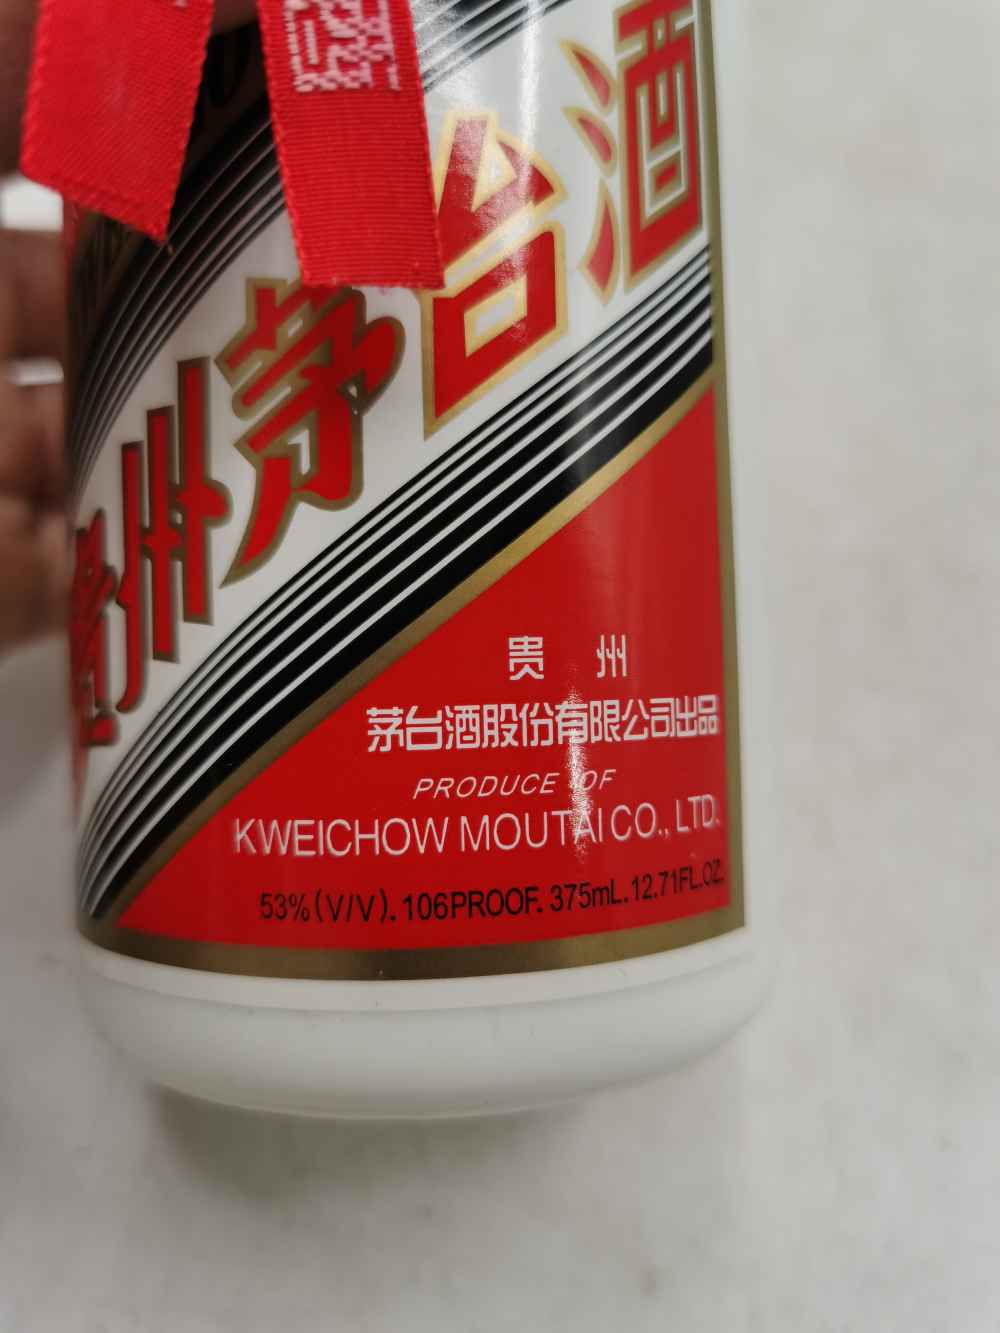 贵州茅台酒
贵 州
茅台酒股份有限公司出品
PRODUCE OF
KWEICHOW MOUTAI CO., LTD.
53%(V/V). 106PROOF. 375mL. 12.71FL.OZ.